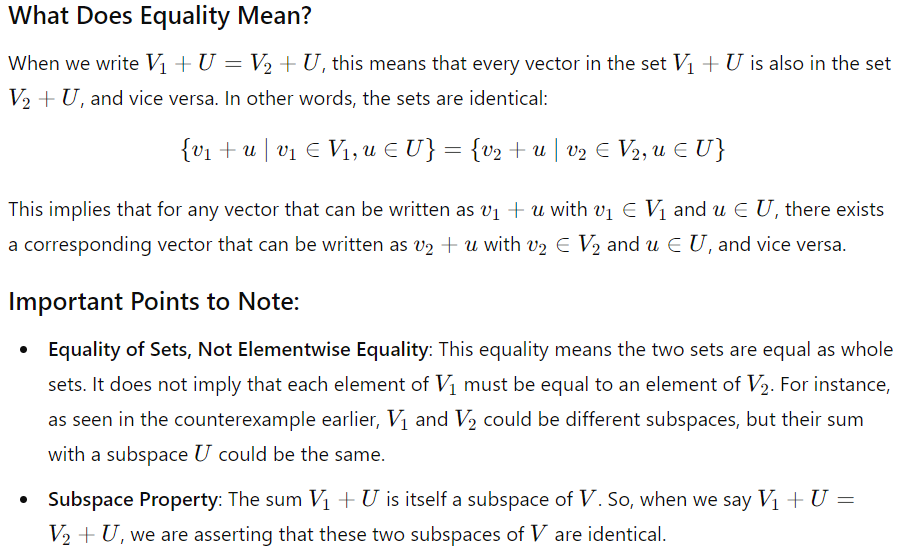 What Does Equality Mean?
When we write V₁ + U = V₂ + U, this means that every vector in the set V₁ + U is also in the set
V₂ + U, and vice versa. In other words, the sets are identical:
{v₁ + u | v₁ ∈ V₁, u ∈ U} = {v₂ + u | v₂ ∈ V₂, u ∈ U}
This implies that for any vector that can be written as v₁ + u with v₁ ∈ V₁ and u ∈ U, there exists
a corresponding vector that can be written as v₂ + u with v₂ ∈ V₂ and u ∈ U, and vice versa.
Important Points to Note:
• Equality of Sets, Not Elementwise Equality: This equality means the two sets are equal as whole
sets. It does not imply that each element of V₁ must be equal to an element of V₂. For instance,
as seen in the counterexample earlier, V₁ and V₂ could be different subspaces, but their sum
with a subspace U could be the same.
• Subspace Property: The sum V₁ + U is itself a subspace of V. So, when we say V₁ + U =
V₂ + U, we are asserting that these two subspaces of V are identical.